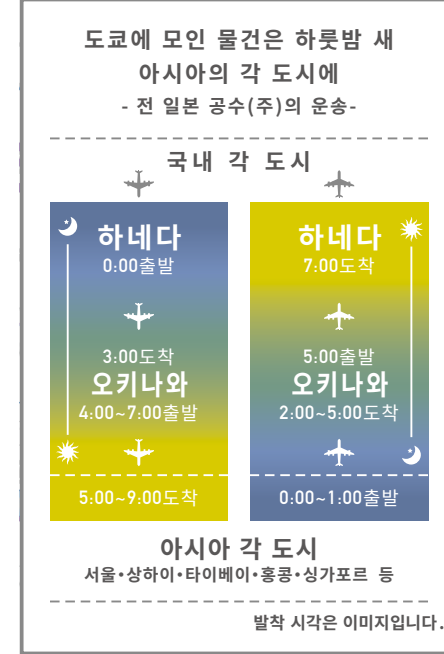 도쿄에 모인 물건은 하룻밤 새
아시아의 각 도시에
- 전 일본 공수(주)의 운송-
국내 각 도시
하네다
0:00출발
3:00도착
오키나와
4:00~7:00출발
5:00~9:00도착
하네다
7:00도착
5:00출발
오키나와
2:00~5:00도착
0:00~1:00출발
아시아 각 도시
서울•상하이•타이베이•홍콩•싱가포르 등
발착 시각은 이미지입니다.